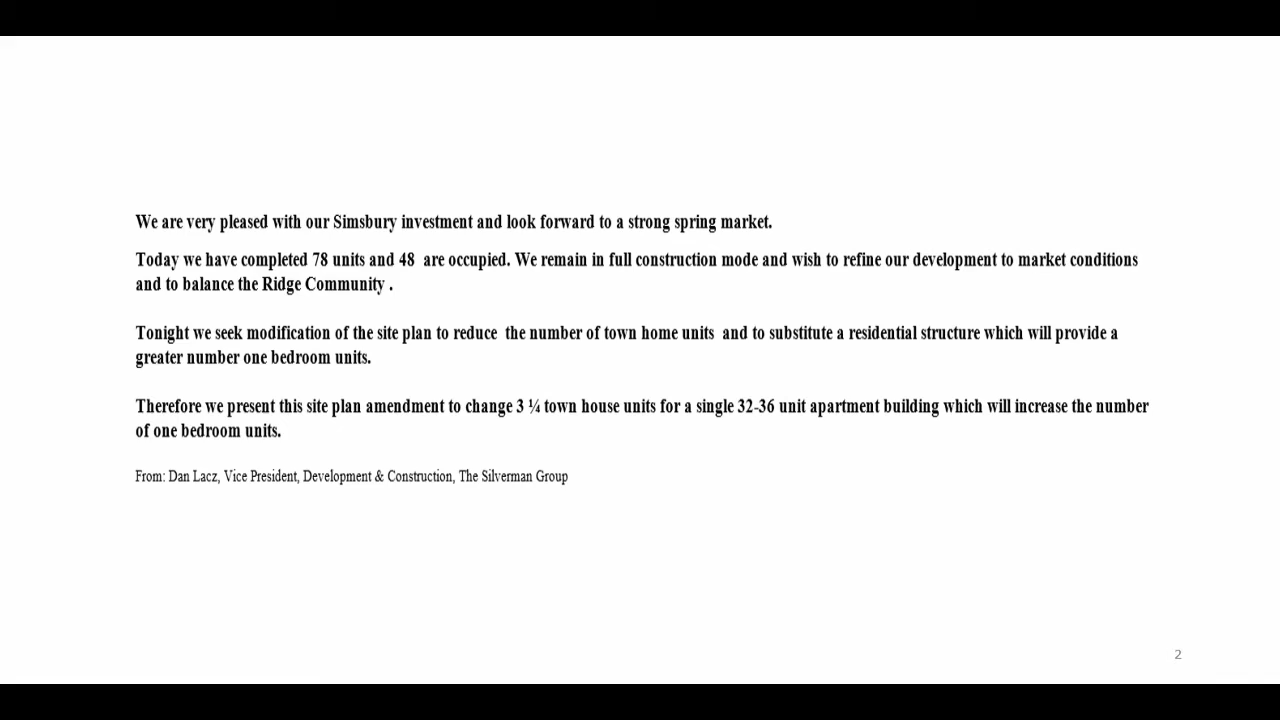 We are very pleased with our Simsbury investment and look forward to a strong spring market.
Today we have completed 78 units and 48 are occupied. We remain in full construction mode and wish to refine our development to market conditions
and to balance the Ridge Community .
Tonight we seek modification of the site plan to reduce the number of town home units and to substitute a residential structure which will provide a
greater number one bedroom units.
Therefore we present this site plan amendment to change 3 ¼ town house units for a single 32-36 unit apartment building which will increase the number
of one bedroom units.
From: Dan Lacz, Vice President, Development & Construction, The Silverman Group
2